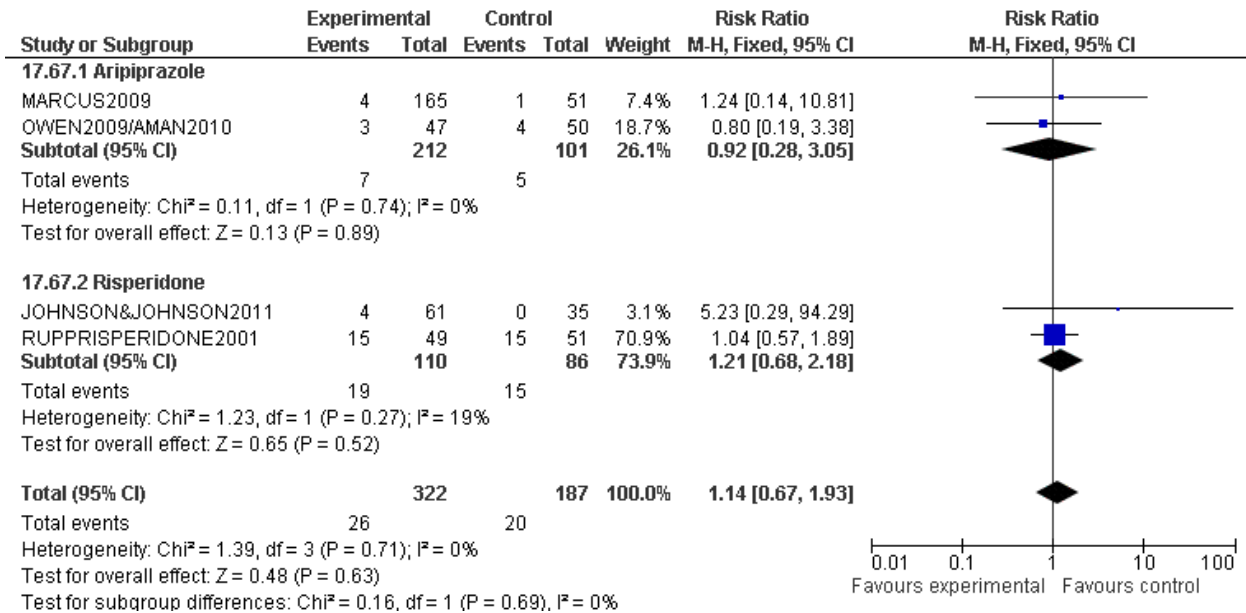 Experimental Control Risk Ratio Risk Ratio
Study or Subgroup Events Total Events Total Weight M-H, Fixed, 95% CI M-H, Fixed, 95% CI
17.67.1 Aripiprazole
MARCUS2009 4 165 1 51 7.4% 1.24 [0.14, 10.81]
OWEN2009/AMAN2010 3 47 4 50 18.7% 0.80 [0.19, 3.38]
Subtotal (95% CI) 212 101 26.1% 0.92 [0.28, 3.05]
Total events 7 5
Heterogeneity: Chi² = 0.11, df = 1 (P = 0.74); I² = 0%
Test for overall effect: Z = 0.13 (P = 0.89)
17.67.2 Risperidone
JOHNSON&JOHNSON2011 4 61 0 35 3.1% 5.23 [0.29, 94.29]
RUPPRISPERIDONE2001 15 49 15 51 70.9% 1.04 [0.57, 1.89]
Subtotal (95% CI) 110 86 73.9% 1.21 [0.68, 2.18]
Total events 19 15
Heterogeneity: Chi² = 1.23, df = 1 (P = 0.27); I² = 19%
Test for overall effect: Z = 0.65 (P = 0.52)
Total (95% CI) 322 187 100.0% 1.14 [0.67, 1.93]
Total events 26 20
Heterogeneity: Chi² = 1.39, df = 3 (P = 0.71); I² = 0%
Test for overall effect: Z = 0.48 (P = 0.63)
Test for subgroup differences: Chi² = 0.16, df = 1 (P = 0.69), I² = 0%
0.01 0.1 1 10 100
Favours experimental Favours control